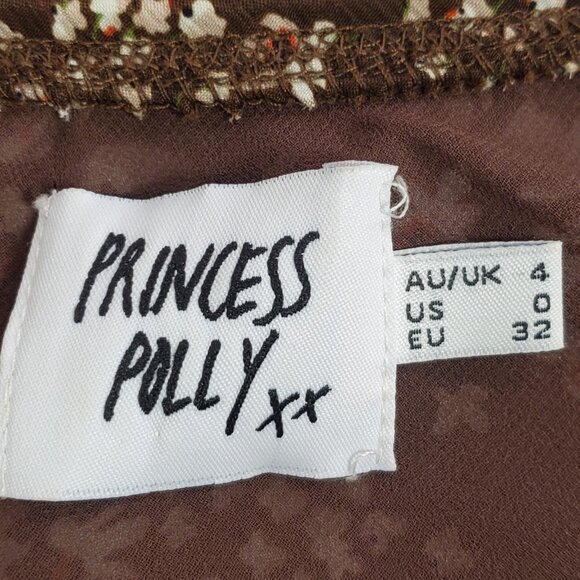 PRINCESS
POLLY xx
AU/UK 4
US 0
EU 32